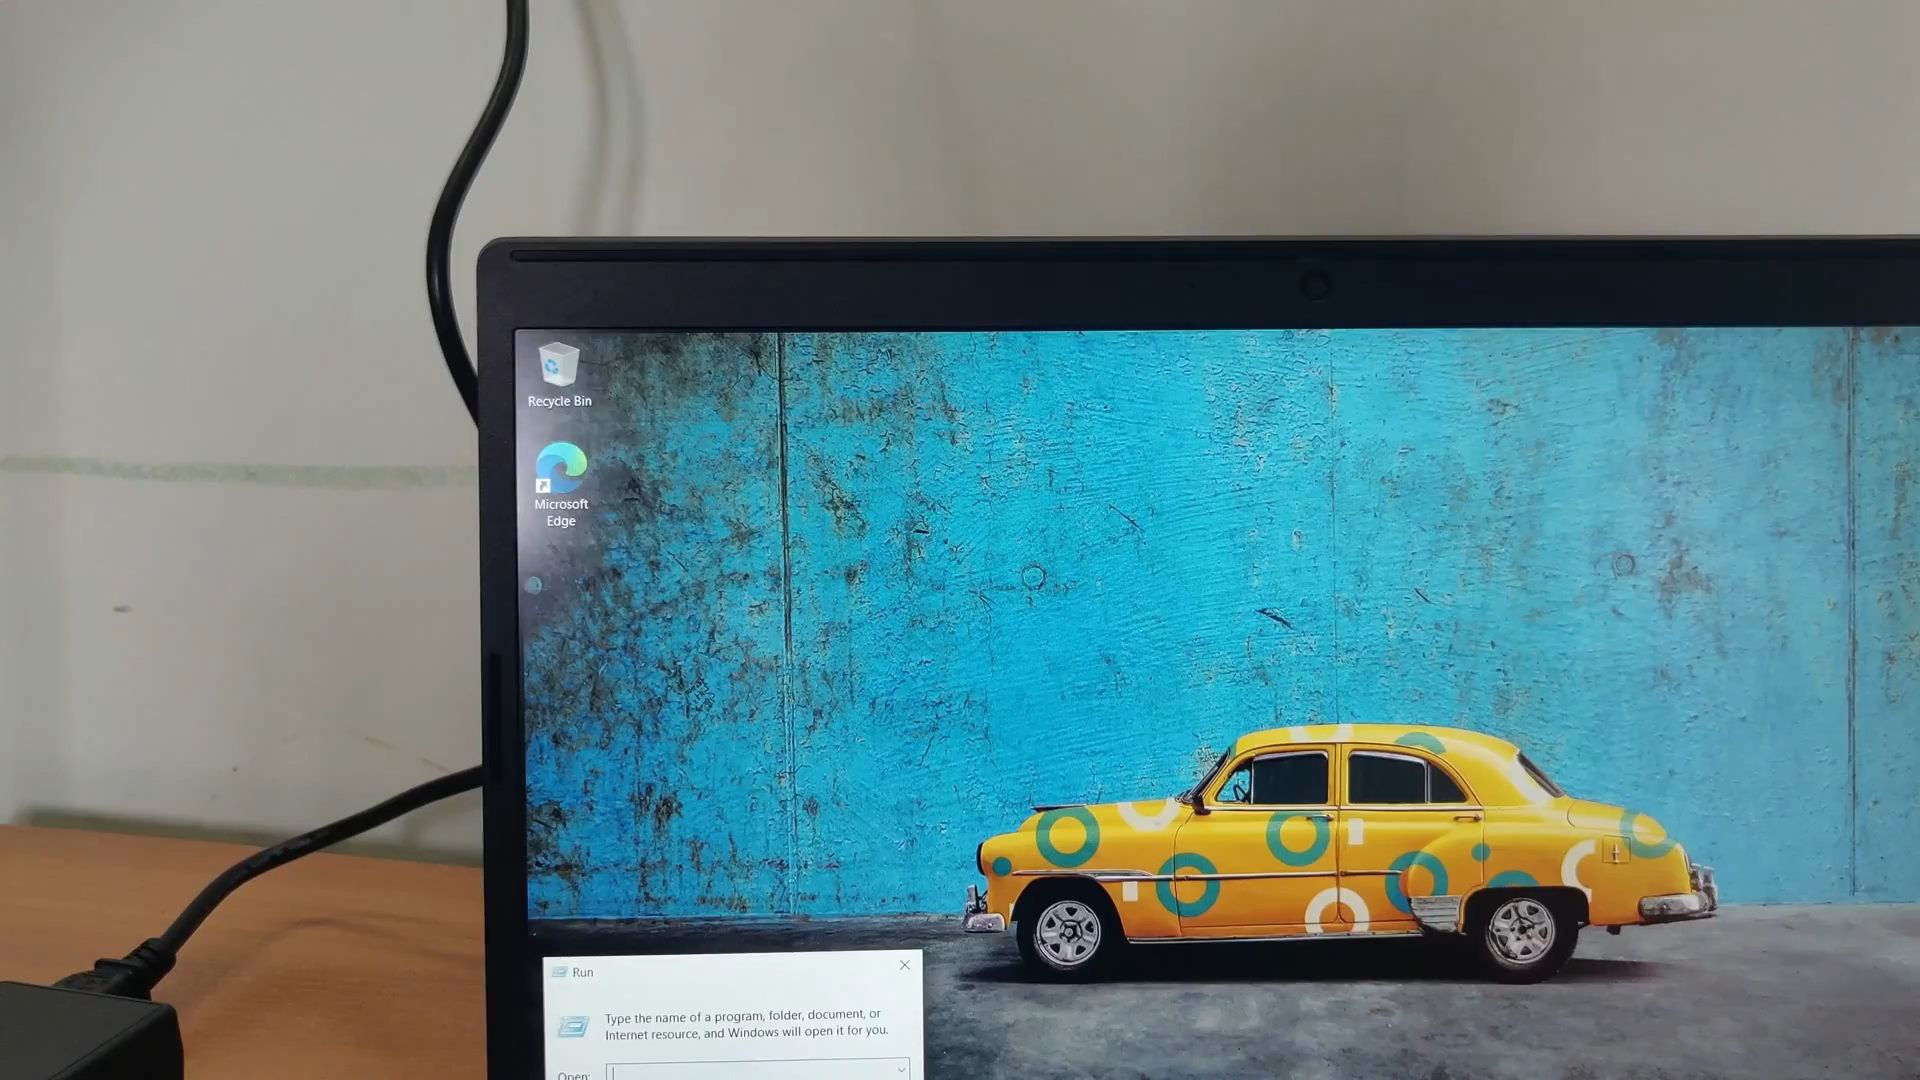 Recycle Bin
Microsoft
Edge
Run
Type the name of a program, folder, document, or
Internet resource, and Windows will open it for you.
Open: